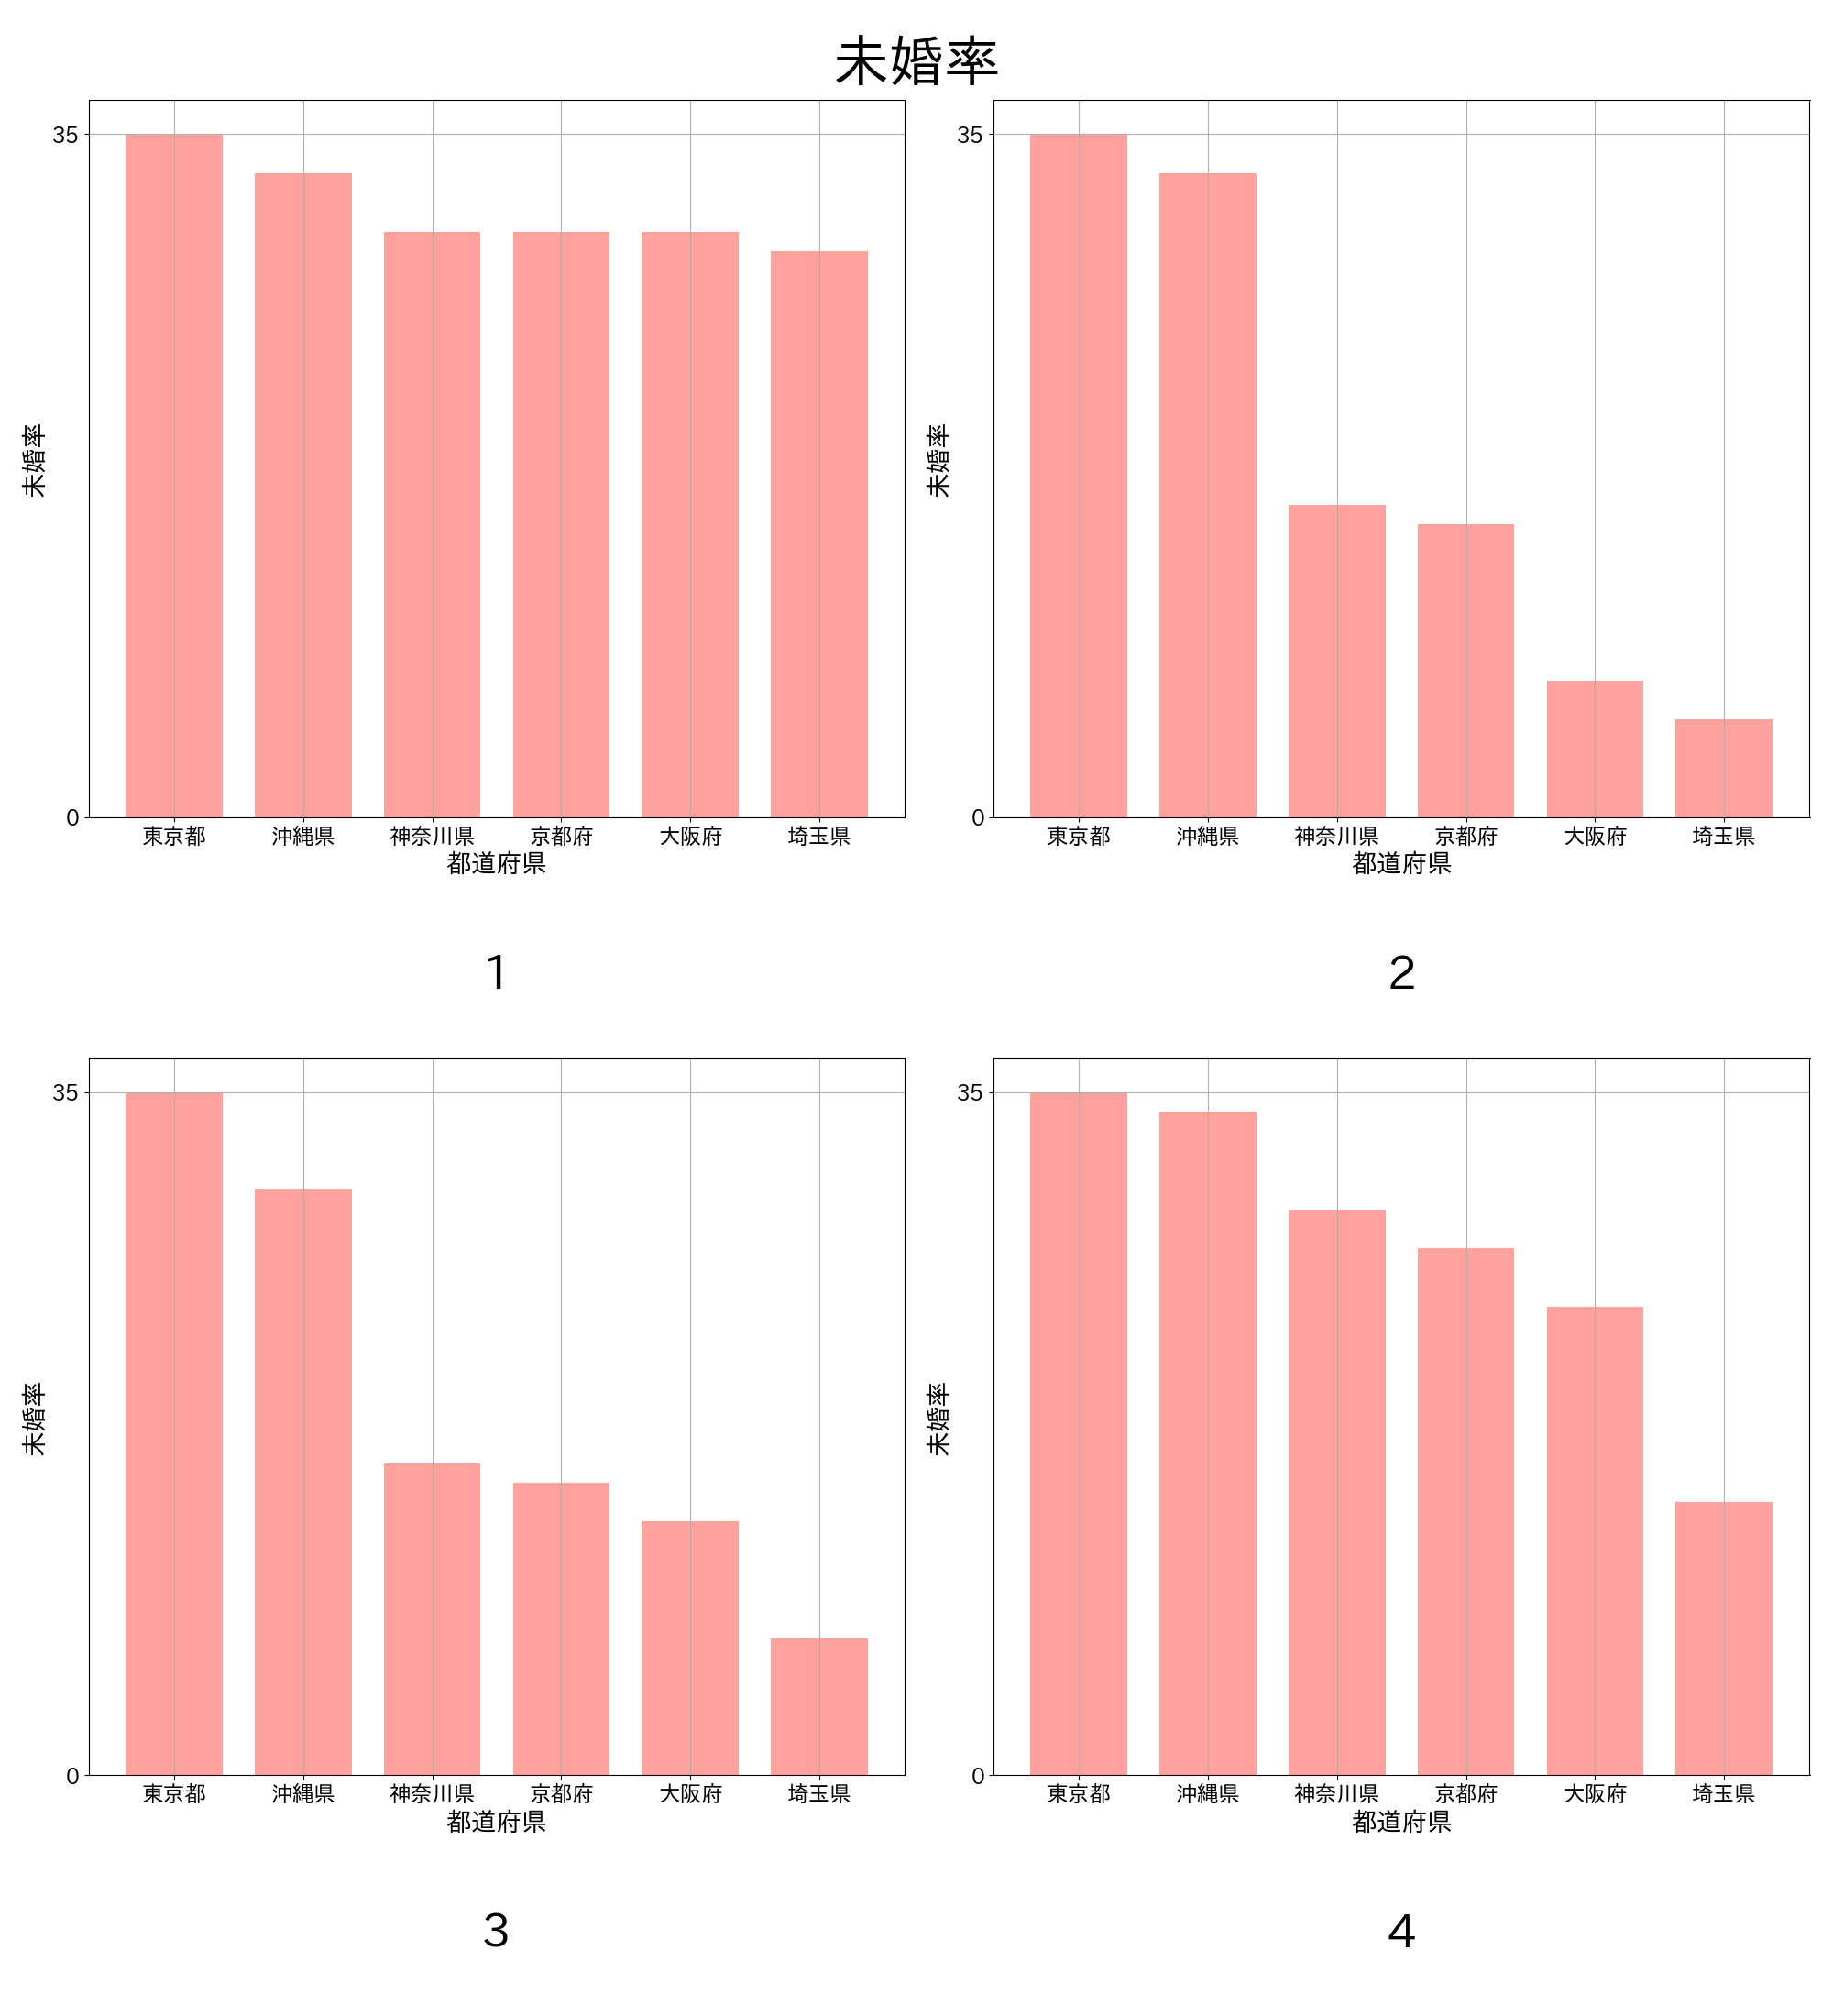 未婚率
35
0
未婚率
東京都 沖縄県 神奈川県 京都府 大阪府 埼玉県
都道府県
1
35
0
未婚率
東京都 沖縄県 神奈川県 京都府 大阪府 埼玉県
都道府県
2
35
0
未婚率
東京都 沖縄県 神奈川県 京都府 大阪府 埼玉県
都道府県
3
35
0
未婚率
東京都 沖縄県 神奈川県 京都府 大阪府 埼玉県
都道府県
4